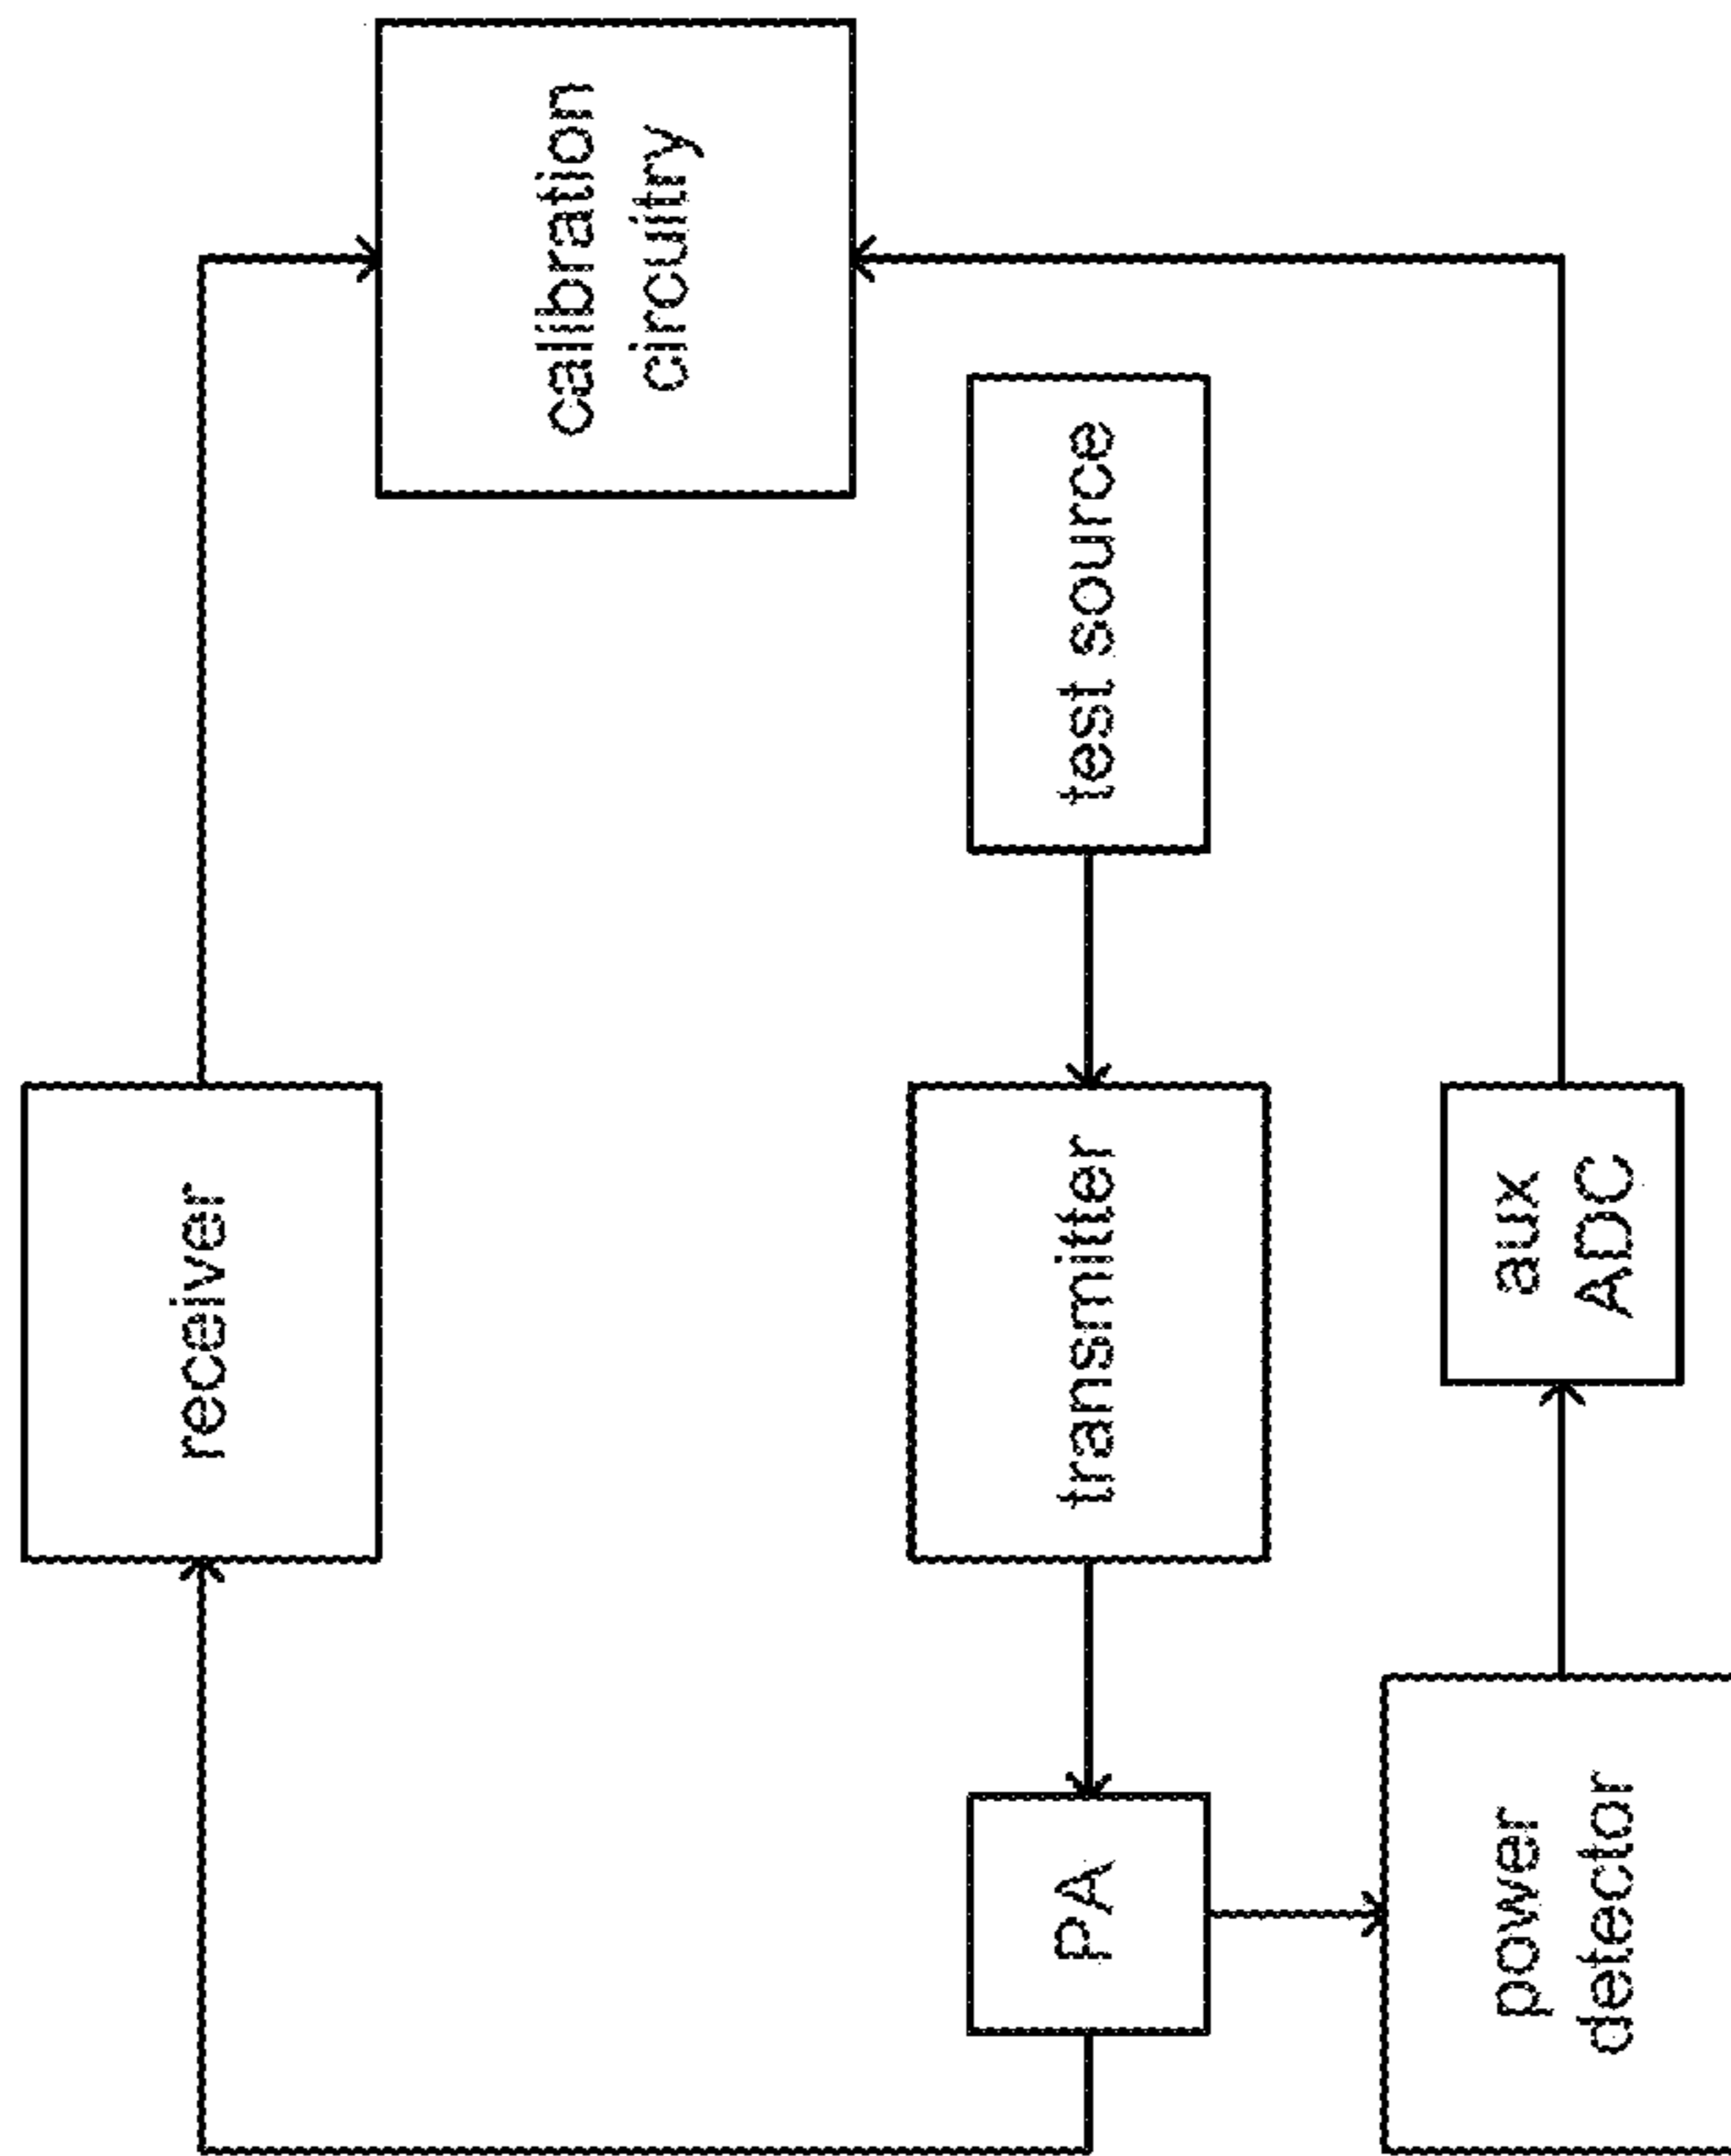 receiver
calibration
circuitry
PA
transmitter
test source
power
detector
aux
ADC